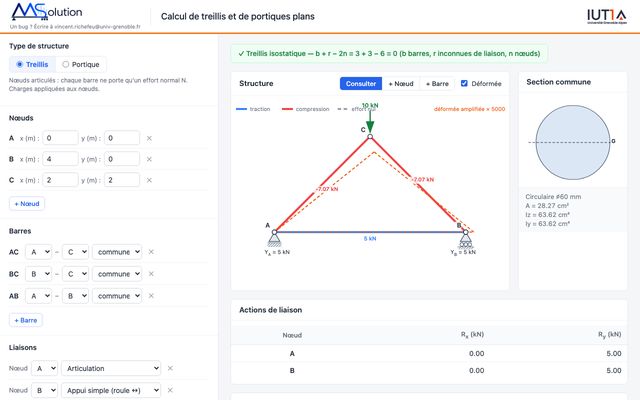 MSolution
Un bug ? Écrire à vincent.richefeu@univ-grenoble.fr
Calcul de treillis et de portiques plans
IUT1
Université Grenoble Alpes
Type de structure
Treillis
Portique
Nœuds articulés : chaque barre ne porte qu'un effort normal N.
Charges appliquées aux nœuds.
Nœuds
A x (m) : 0 y (m) : 0 ×
B x (m) : 4 y (m) : 0 ×
C x (m) : 2 y (m) : 2 ×
+ Nœud
Barres
AC A – C commune ×
BC B – C commune ×
AB A – B commune ×
+ Barre
Liaisons
Nœud A Articulation ×
Nœud B Appui simple (roule ↔) ×
✓ Treillis isostatique — b + r − 2n = 3 + 3 − 6 = 0 (b barres, r inconnues de liaison, n nœuds)
Structure
Consulter
+ Nœud
+ Barre
Déformée
traction
compression
effort nul
déformée amplifiée × 5000
10 kN
C
-7.07 kN
-7.07 kN
A
B
5 kN
YA = 5 kN
YB = 5 kN
Section commune
G
Circulaire ⌀60 mm
A = 28.27 cm²
Iz = 63.62 cm⁴
Iy = 63.62 cm⁴
Actions de liaison
Nœud Rx (kN) Ry (kN)
A 0.00 5.00
B 0.00 5.00